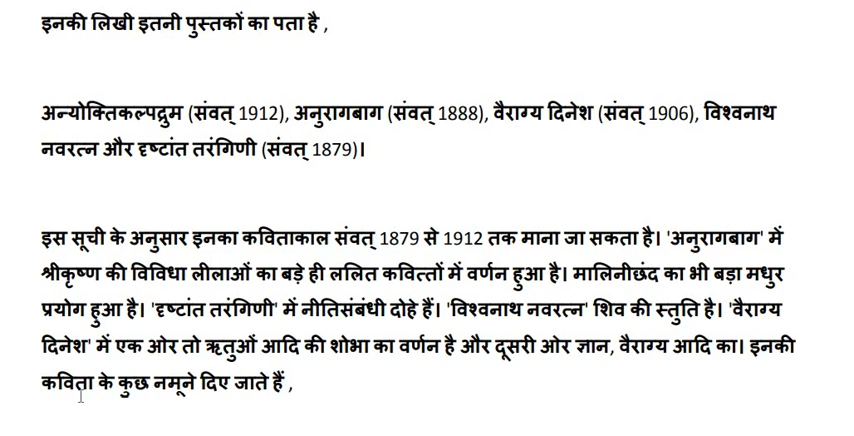 इनकी लिखी इतनी पुस्तकों का पता है ,
अन्योक्तिकल्पद्रुम (संवत् 1912), अनुरागबाग (संवत् 1888), वैराग्य दिनेश (संवत् 1906), विश्वनाथ
नवरत्न और दृष्टांत तरंगिणी (संवत् 1879)।
इस सूची के अनुसार इनका कविताकाल संवत् 1879 से 1912 तक माना जा सकता है। 'अनुरागबाग' में
श्रीकृष्ण की विविधा लीलाओं का बड़े ही ललित कवित्तों में वर्णन हुआ है। मालिनीछंद का भी बड़ा मधुर
प्रयोग हुआ है। 'दृष्टांत तरंगिणी' में नीतिसंबंधी दोहे हैं। 'विश्वनाथ नवरत्न' शिव की स्तुति है। 'वैराग्य
दिनेश' में एक ओर तो ऋतुओं आदि की शोभा का वर्णन है और दूसरी ओर ज्ञान, वैराग्य आदि का। इनकी
कविता के कुछ नमूने दिए जाते हैं ,